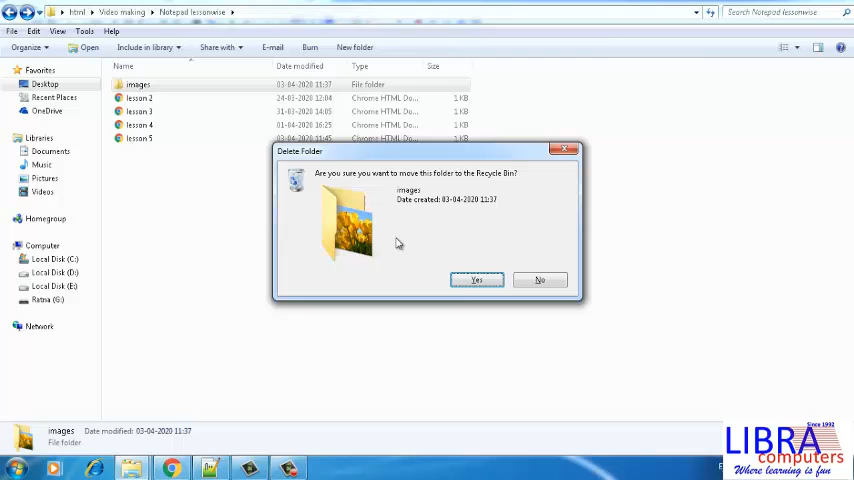 html ▸ Video making ▸ Notepad lessonwise ▸
Search Notepad lessonwise
File Edit View Tools Help
Organize Open Include in library Share with E-mail Burn New folder
Name Date modified Type Size
Favorites
Desktop
Recent Places
OneDrive
Libraries
Documents
Music
Pictures
Videos
Homegroup
Computer
Local Disk (C:)
Local Disk (D:)
Local Disk (E:)
Ratna (G:)
Network
images 03-04-2020 11:37 File folder
lesson 2 24-03-2020 12:04 Chrome HTML Do... 1 KB
lesson 3 31-03-2020 14:05 Chrome HTML Do... 1 KB
lesson 4 01-04-2020 16:25 Chrome HTML Do... 1 KB
lesson 5 03-04-2020 11:45 Chrome HTML Do... 1 KB
Delete Folder
Are you sure you want to move this folder to the Recycle Bin?
images
Date created: 03-04-2020 11:37
Yes No
images Date modified: 03-04-2020 11:37
File folder
Since 1992
LIBRA
computers
Where learning is fun